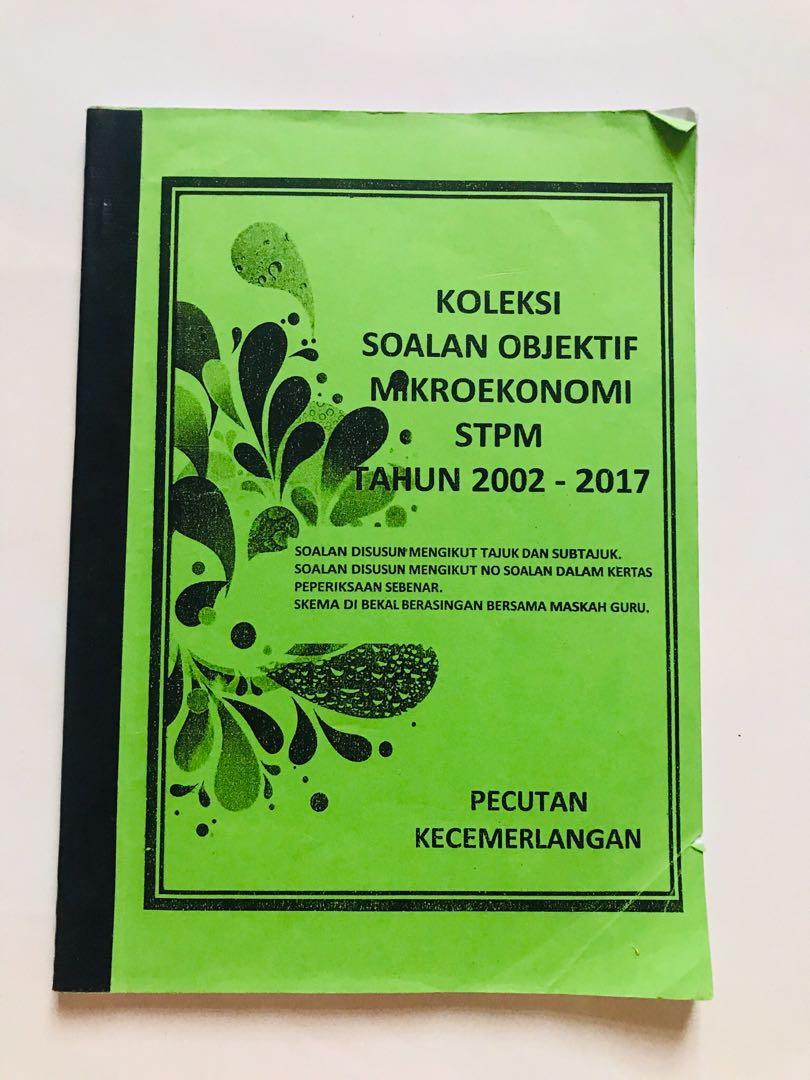 KOLEKSI
SOALAN OBJEKTIF
MIKROEKONOMI
STPM
TAHUN 2002 - 2017
SOALAN DISUSUN MENGIKUT TAJUK DAN SUBTAJUK.
SOALAN DISUSUN MENGIKUT NO SOALAN DALAM KERTAS
PEPERIKSAAN SEBENAR.
SKEMA DI BEKAL BERASINGAN BERSAMA MASKAH GURU.
PECUTAN
KECEMERLANGAN